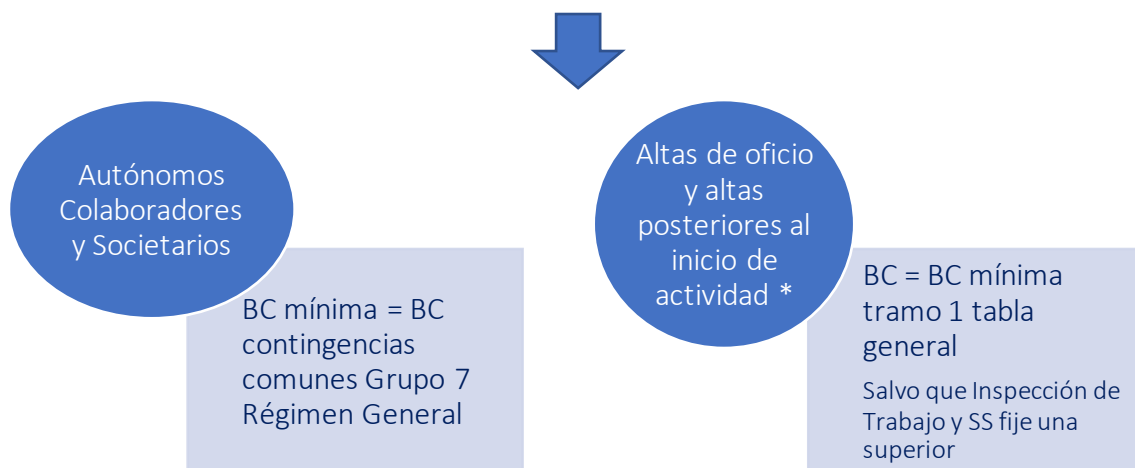 Autónomos
Colaboradores
y Societarios
BC mínima = BC
contingencias
comunes Grupo 7
Régimen General
Altas de oficio
y altas
posteriores al
inicio de
actividad *
BC = BC mínima
tramo 1 tabla
general
Salvo que Inspección de
Trabajo y SS fije una
superior